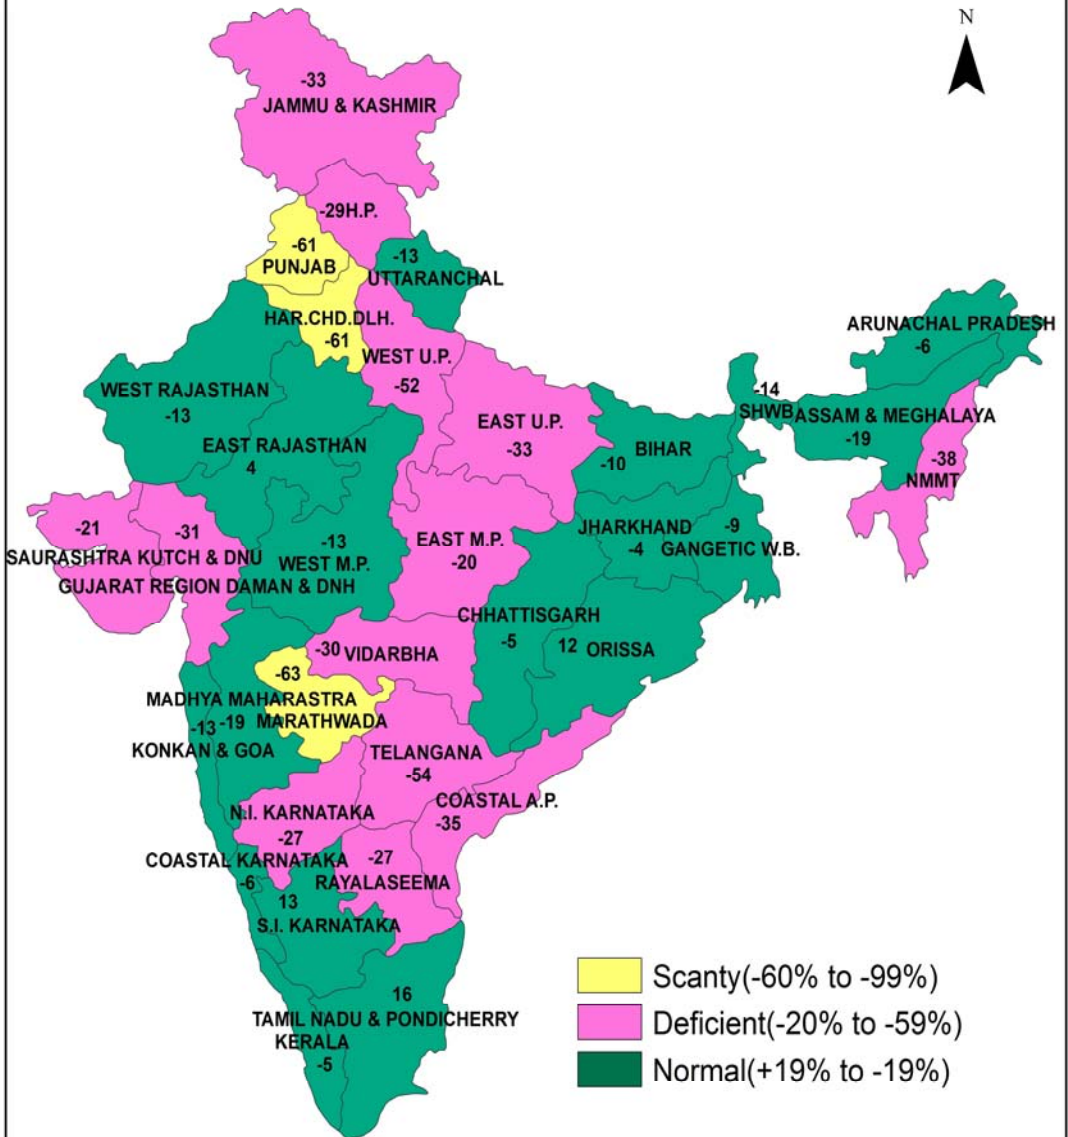 N
-33
JAMMU & KASHMIR
-29H.P.
-61
PUNJAB
-13
UTTARANCHAL
HAR.CHD.DLH.
-61
WEST U.P.
-52
ARUNACHAL PRADESH
-6
WEST RAJASTHAN
-13
EAST RAJASTHAN
4
EAST U.P.
-33
-10 BIHAR
-14
SHWB
ASSAM & MEGHALAYA
-19
-38
NMMT
-21
-31
SAURASHTRA KUTCH & DNU
GUJARAT REGION DAMAN & DNH
-13
WEST M.P.
EAST M.P.
-20
JHARKHAND
-4
-9
GANGETIC W.B.
CHHATTISGARH
-5
12 ORISSA
-30 VIDARBHA
-63
MADHYA MAHARASTRA
-19
MARATHWADA
-13
KONKAN & GOA
TELANGANA
-54
COASTAL A.P.
-35
N.I. KARNATAKA
-27
COASTAL KARNATAKA
-6
-27
RAYALASEEMA
13
S.I. KARNATAKA
16
TAMIL NADU & PONDICHERRY
KERALA
-5
Scanty(-60% to -99%)
Deficient(-20% to -59%)
Normal(+19% to -19%)